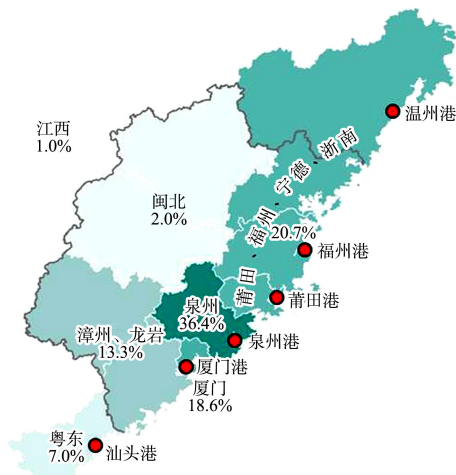 温州港
浙南
宁德
江西
1.0%
闽北
2.0%
福州
20.7%
福州港
莆田
莆田港
泉州
36.4%
泉州港
漳州、龙岩
13.3%
厦门港
厦门
18.6%
粤东
7.0%
汕头港